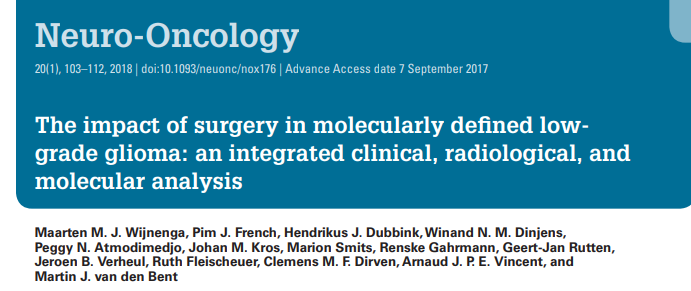 Neuro-Oncology
20(1), 103–112, 2018 | doi:10.1093/neuonc/nox176 | Advance Access date 7 September 2017
The impact of surgery in molecularly defined low-
grade glioma: an integrated clinical, radiological, and
molecular analysis
Maarten M. J. Wijnenga, Pim J. French, Hendrikus J. Dubbink, Winand N. M. Dinjens,
Peggy N. Atmodimedjo, Johan M. Kros, Marion Smits, Renske Gahrmann, Geert-Jan Rutten,
Jeroen B. Verheul, Ruth Fleischeuer, Clemens M. F. Dirven, Arnaud J. P. E. Vincent, and
Martin J. van den Bent